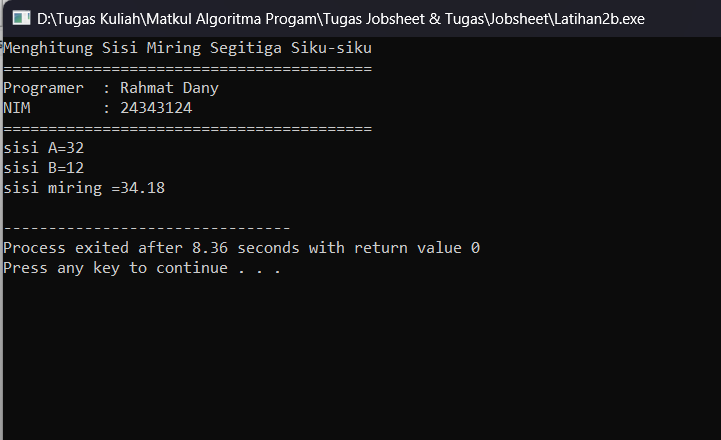 D:\Tugas Kuliah\Matkul Algoritma Progam\Tugas Jobsheet & Tugas\Jobsheet\Latihan2b.exe
Menghitung Sisi Miring Segitiga Siku-siku
=========================================
Programer  : Rahmat Dany
NIM        : 24343124
=========================================
sisi A=32
sisi B=12
sisi miring =34.18
--------------------------------
Process exited after 8.36 seconds with return value 0
Press any key to continue . . .